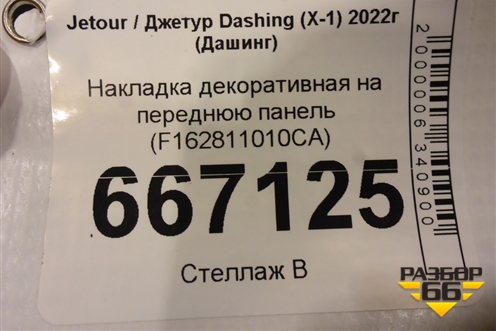 Jetour / Джетур Dashing (X-1) 2022г
(Дашинг)
Накладка декоративная на
переднюю панель
(F162811010CA)
667125
Стеллаж В
2000006340900
РАЗБОР
66